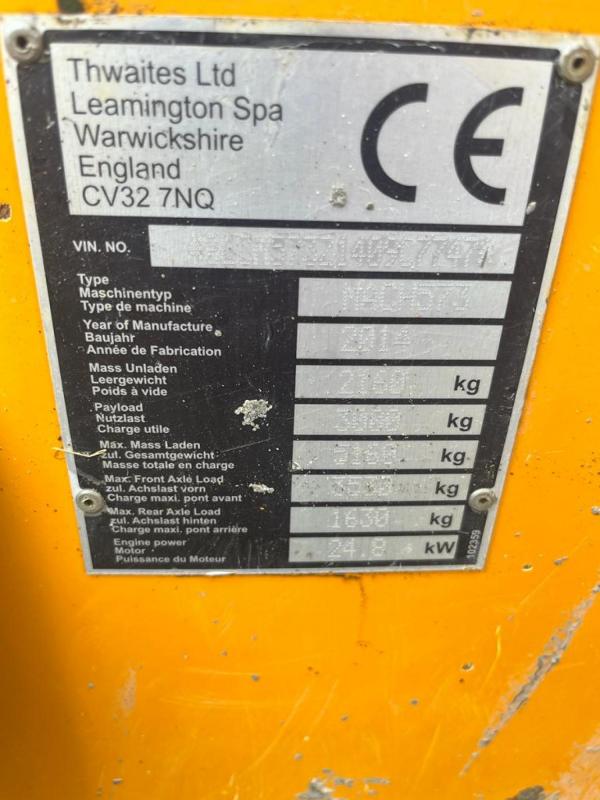 Thwaites Ltd
Leamington Spa
Warwickshire
England
CV32 7NQ
CE
VIN. NO.
Type
Maschinentyp
Type de machine
MACH573
Year of Manufacture
Baujahr
Année de Fabrication
2014
Mass Unladen
Leergewicht
Poids à vide
2160 kg
Payload
Nutzlast
Charge utile
3000 kg
Max. Mass Laden
zul. Gesamtgewicht
Masse totale en charge
5160 kg
Max. Front Axle Load
zul. Achslast vorn
Charge maxi. pont avant
kg
Max. Rear Axle Load
zul. Achslast hinten
Charge maxi. pont arrière
1630 kg
Engine power
Motor
Puissance du Moteur
24.8 kW
102359